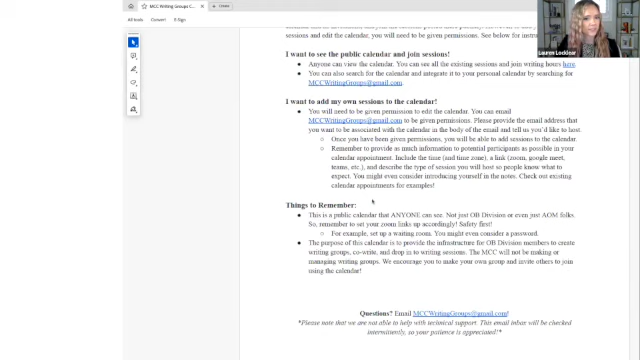 MCC Writing Groups C...
Create
All tools Convert E-Sign
Lauren Locklear
sessions and edit the calendar, you will need to be given permissions. See below for instru
I want to see the public calendar and join sessions!
● Anyone can view the calendar. You can see all the existing sessions and join writing hours here.
● You can also search for the calendar and integrate it to your personal calendar by searching for
MCCWritingGroups@gmail.com.
I want to add my own sessions to the calendar!
● You will need to be given permission to edit the calendar. You can email
MCCWritingGroups@gmail.com to be given permissions. Please provide the email address that
you want to be associated with the calendar in the body of the email and tell us you'd like to host.
○ Once you have been given permissions, you will be able to add sessions to the calendar.
○ Remember to provide as much information to potential participants as possible in your
calendar appointment. Include the time (and time zone), a link (zoom, google meet,
teams, etc.), and describe the type of session you will host so people know what to
expect. You might even consider introducing yourself in the notes. Check out existing
calendar appointments for examples!
Things to Remember:
● This is a public calendar that ANYONE can see. Not just OB Division or even just AOM folks.
So, remember to set your zoom links up accordingly! Safety first!
○ For example, set up a waiting room. You might even consider a password.
● The purpose of this calendar is to provide the infrastructure for OB Division members to create
writing groups, co-write, and drop in to writing sessions. The MCC will not be making or
managing writing groups. We encourage you to make your own group and invite others to join
using the calendar!
Questions? Email MCCWritingGroups@gmail.com!
*Please note that we are not able to help with technical support. This email inbox will be checked
intermittently, so your patience is appreciated!*